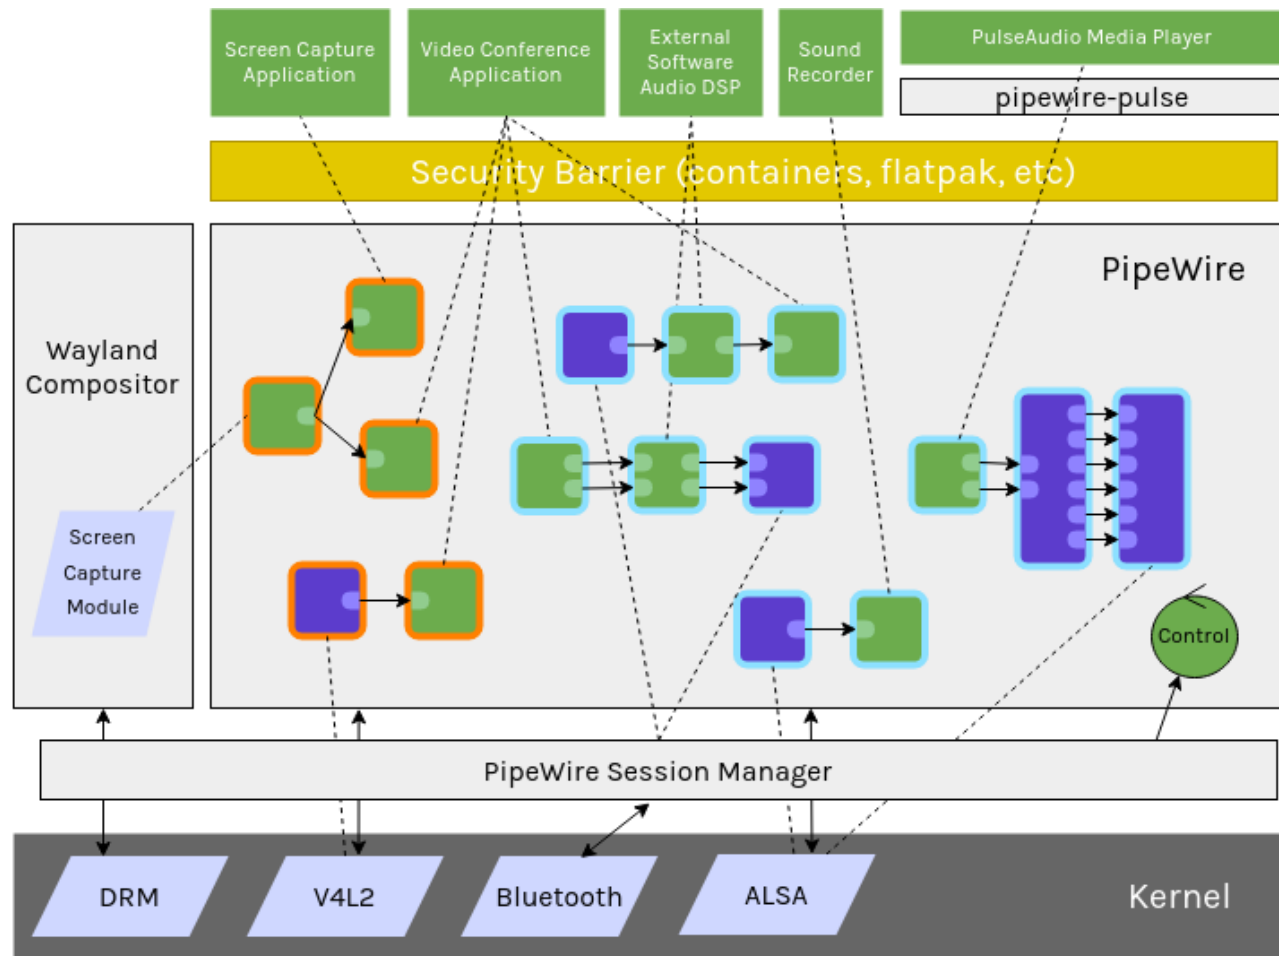 Screen Capture
Application
Video Conference
Application
External
Software
Audio DSP
Sound
Recorder
PulseAudio Media Player
pipewire-pulse
Security Barrier (containers, flatpak, etc)
PipeWire
Wayland
Compositor
Screen
Capture
Module
Control
PipeWire Session Manager
DRM
V4L2
Bluetooth
ALSA
Kernel